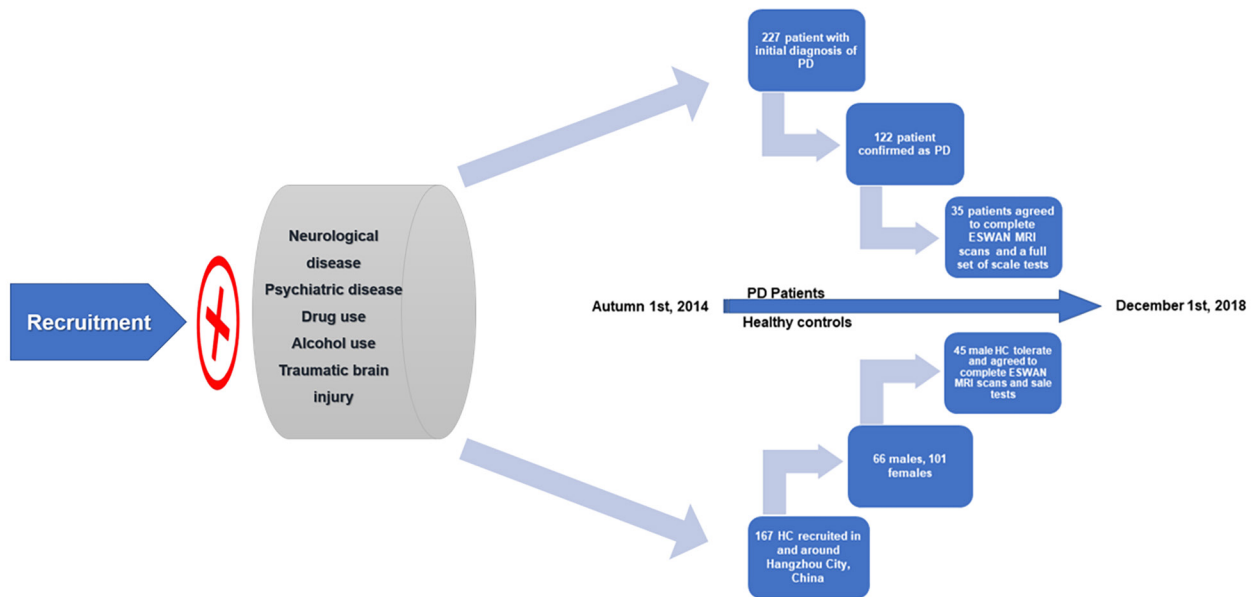 Recruitment
Neurological
disease
Psychiatric disease
Drug use
Alcohol use
Traumatic brain
injury
227 patient with
initial diagnosis of
PD
122 patient
confirmed as PD
35 patients agreed
to complete
ESWAN MRI
scans and a full
set of scale tests
Autumn 1st, 2014
PD Patients
Healthy controls
December 1st, 2018
45 male HC tolerate
and agreed to
complete ESWAN
MRI scans and sale
tests
66 males, 101
females
167 HC recruited in
and around
Hangzhou City,
China